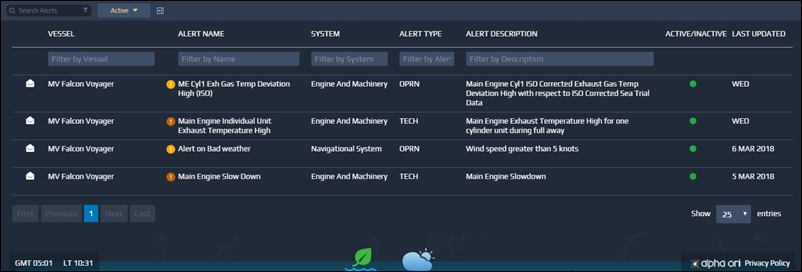 Search Alerts Active
VESSEL ALERT NAME SYSTEM ALERT TYPE ALERT DESCRIPTION ACTIVE/INACTIVE LAST UPDATED
Filter by Vessel Filter by Name Filter by System Filter by Alert Filter by Description
MV Falcon Voyager ME Cyl1 Exh Gas Temp Deviation Engine And Machinery OPRN Main Engine Cyl1 ISO Corrected Exhaust Gas Temp WED
High (ISO) Deviation High with respect to ISO Corrected Sea Trial
Data
MV Falcon Voyager Main Engine Individual Unit Engine And Machinery TECH Main Engine Exhaust Temperature High for one WED
Exhaust Temperature High cylinder unit during full away
MV Falcon Voyager Alert on Bad weather Navigational System OPRN Wind speed greater than 5 knots 6 MAR 2018
MV Falcon Voyager Main Engine Slow Down Engine And Machinery TECH Main Engine Slowdown 5 MAR 2018
First Previous 1 Next Last Show 25 entries
GMT 05:01 LT 10:31 alpha ori Privacy Policy